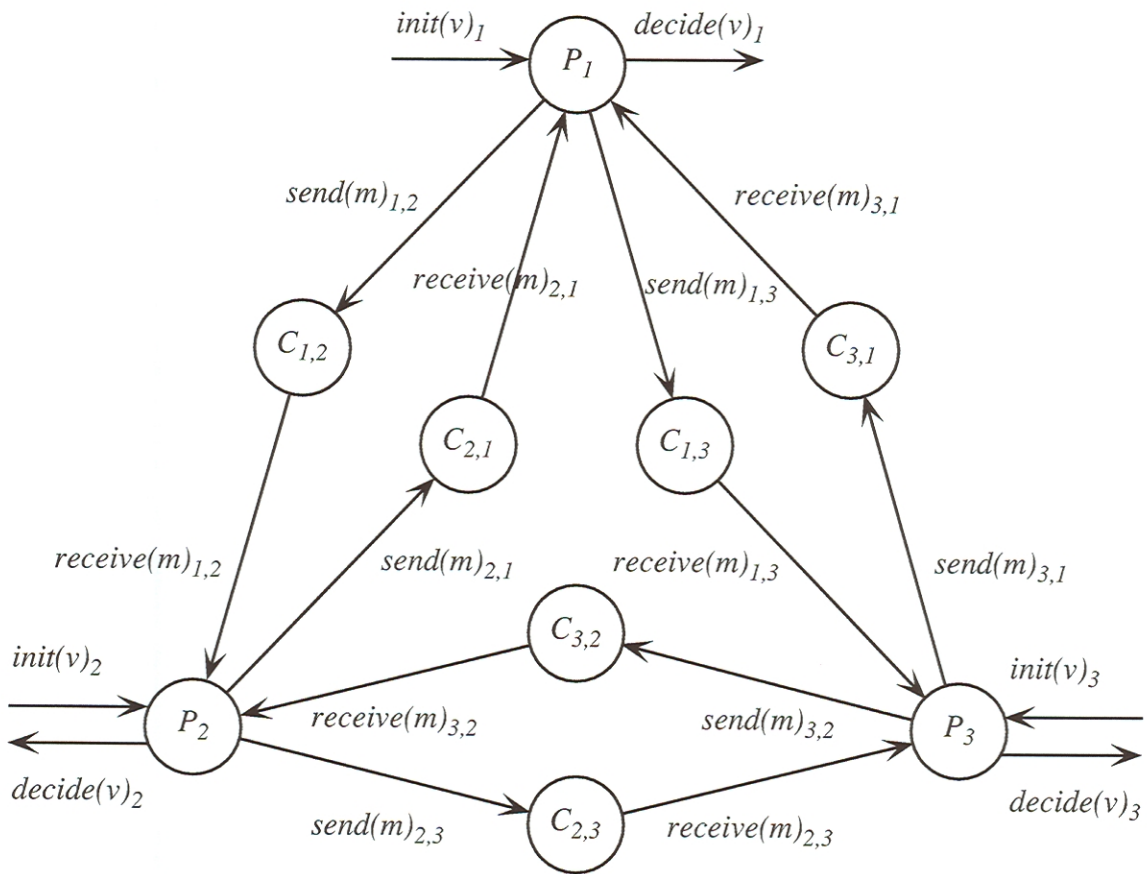 init(v)1
decide(v)1
P1
send(m)1,2
receive(m)3,1
receive(m)2,1
send(m)1,3
C1,2
C3,1
C2,1
C1,3
receive(m)1,2
send(m)2,1
receive(m)1,3
send(m)3,1
C3,2
init(v)2
init(v)3
P2
receive(m)3,2
send(m)3,2
P3
decide(v)2
decide(v)3
send(m)2,3
C2,3
receive(m)2,3